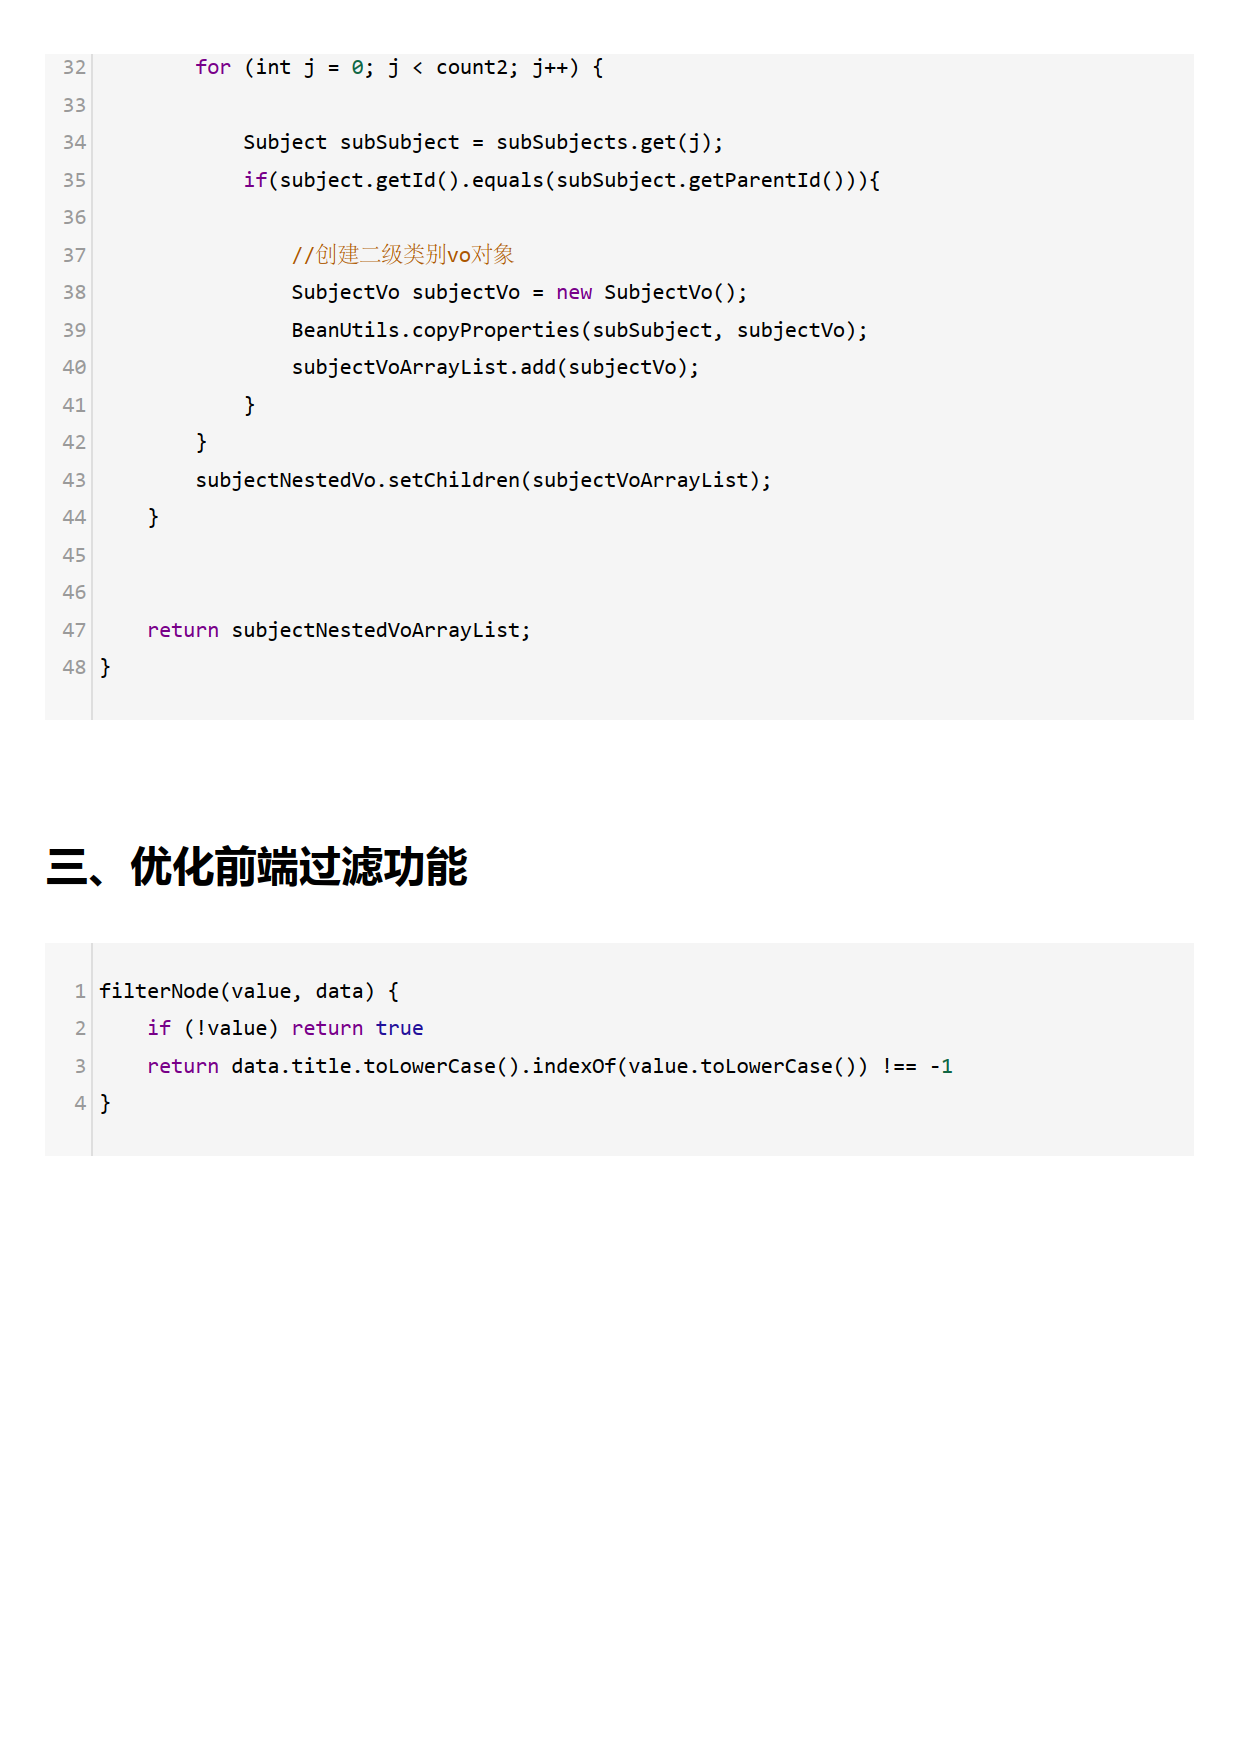 32 for (int j = 0; j < count2; j++) {
33
34 Subject subSubject = subSubjects.get(j);
35 if(subject.getId().equals(subSubject.getParentId())){
36
37 //创建二级类别vo对象
38 SubjectVo subjectVo = new SubjectVo();
39 BeanUtils.copyProperties(subSubject, subjectVo);
40 subjectVoArrayList.add(subjectVo);
41 }
42 }
43 subjectNestedVo.setChildren(subjectVoArrayList);
44 }
45
46
47 return subjectNestedVoArrayList;
48 }
三、优化前端过滤功能
1 filterNode(value, data) {
2 if (!value) return true
3 return data.title.toLowerCase().indexOf(value.toLowerCase()) !== -1
4 }